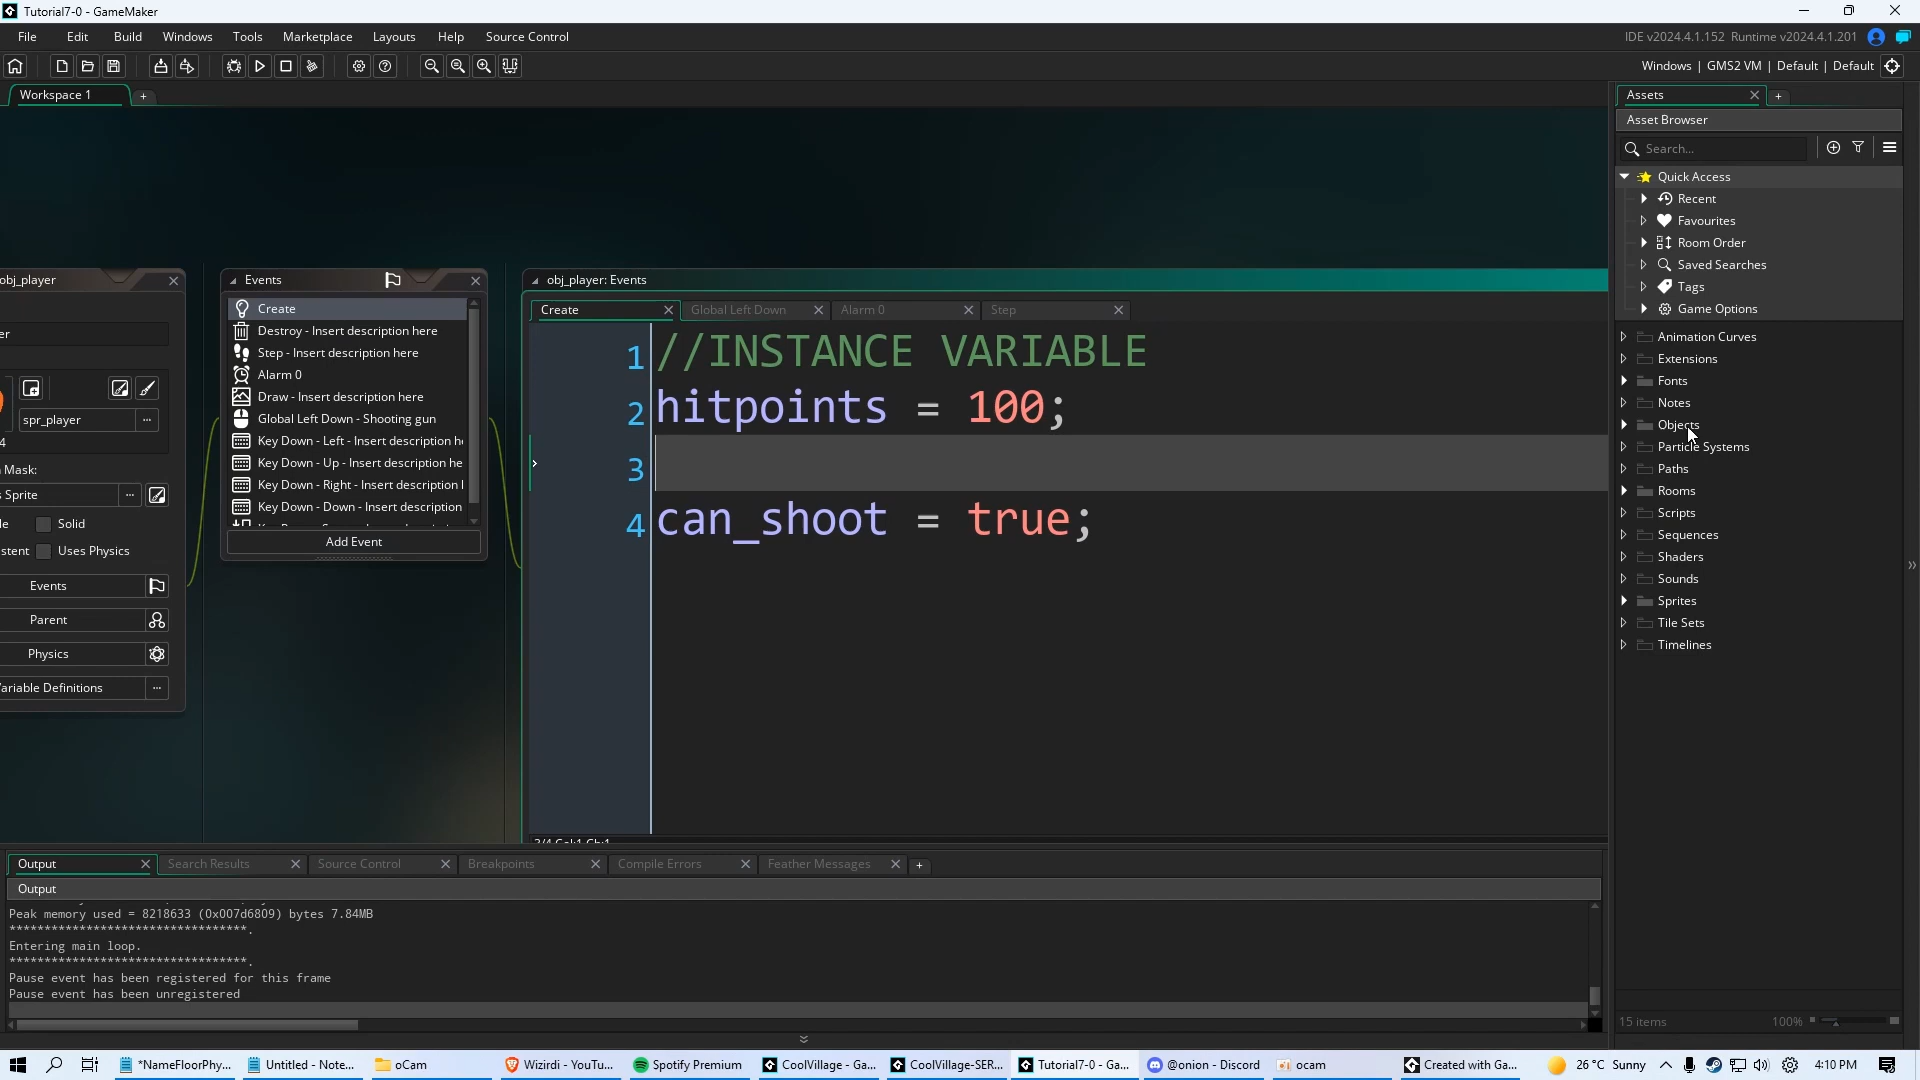 Tutorial7-0 - GameMaker
File Edit Build Windows Tools Marketplace Layouts Help Source Control
IDE v2024.4.1.152 Runtime v2024.4.1.201
Windows | GMS2 VM | Default | Default
Workspace 1
Assets
Asset Browser
Search...
Quick Access
Recent
Favourites
Room Order
Saved Searches
Tags
Game Options
Animation Curves
Extensions
Fonts
Notes
Objects
Particle Systems
Paths
Rooms
Scripts
Sequences
Shaders
Sounds
Sprites
Tile Sets
Timelines
15 items 100%
obj_player
er
spr_player
4
n Mask:
s Sprite
le Solid
stent Uses Physics
Events
Parent
Physics
ariable Definitions
Events
Create
Destroy - Insert description here
Step - Insert description here
Alarm 0
Draw - Insert description here
Global Left Down - Shooting gun
Key Down - Left - Insert description h
Key Down - Up - Insert description he
Key Down - Right - Insert description
Key Down - Down - Insert description
Add Event
obj_player: Events
Create Global Left Down Alarm 0 Step
1 //INSTANCE VARIABLE
2 hitpoints = 100;
3
4 can_shoot = true;
3/4 Col:1 Ch:1
Output Search Results Source Control Breakpoints Compile Errors Feather Messages
Output
Peak memory used = 8218633 (0x007d6809) bytes 7.84MB
**********************************.
Entering main loop.
**********************************.
Pause event has been registered for this frame
Pause event has been unregistered
*NameFloorPhy... Untitled - Note... oCam Wizirdi - YouTu... Spotify Premium CoolVillage - Ga... CoolVillage-SER... Tutorial7-0 - Ga... @onion - Discord ocam Created with Ga... 26°C Sunny 4:10 PM